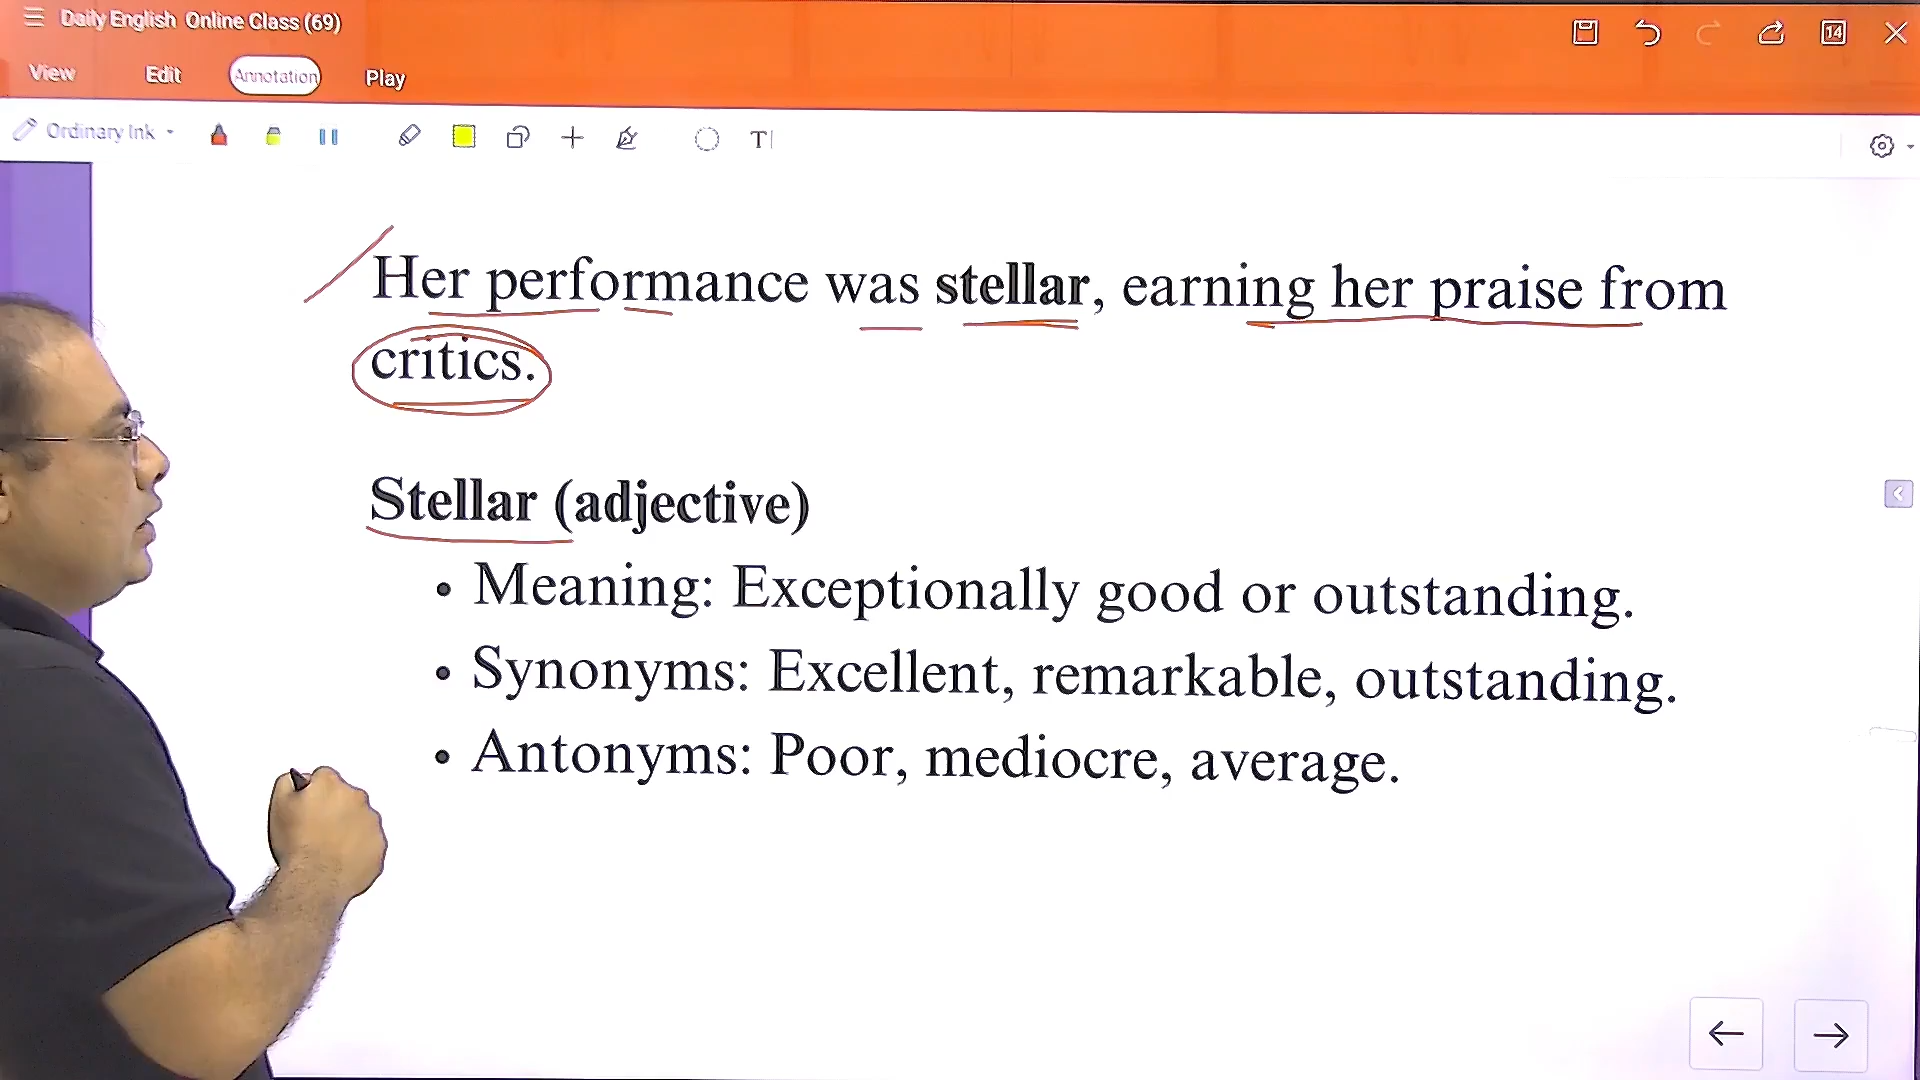 Daily English Online Class (69)
14
View Edit Annotation Play
Ordinary Ink
T
Her performance was stellar, earning her praise from
critics.
Stellar (adjective)
• Meaning: Exceptionally good or outstanding.
• Synonyms: Excellent, remarkable, outstanding.
• Antonyms: Poor, mediocre, average.